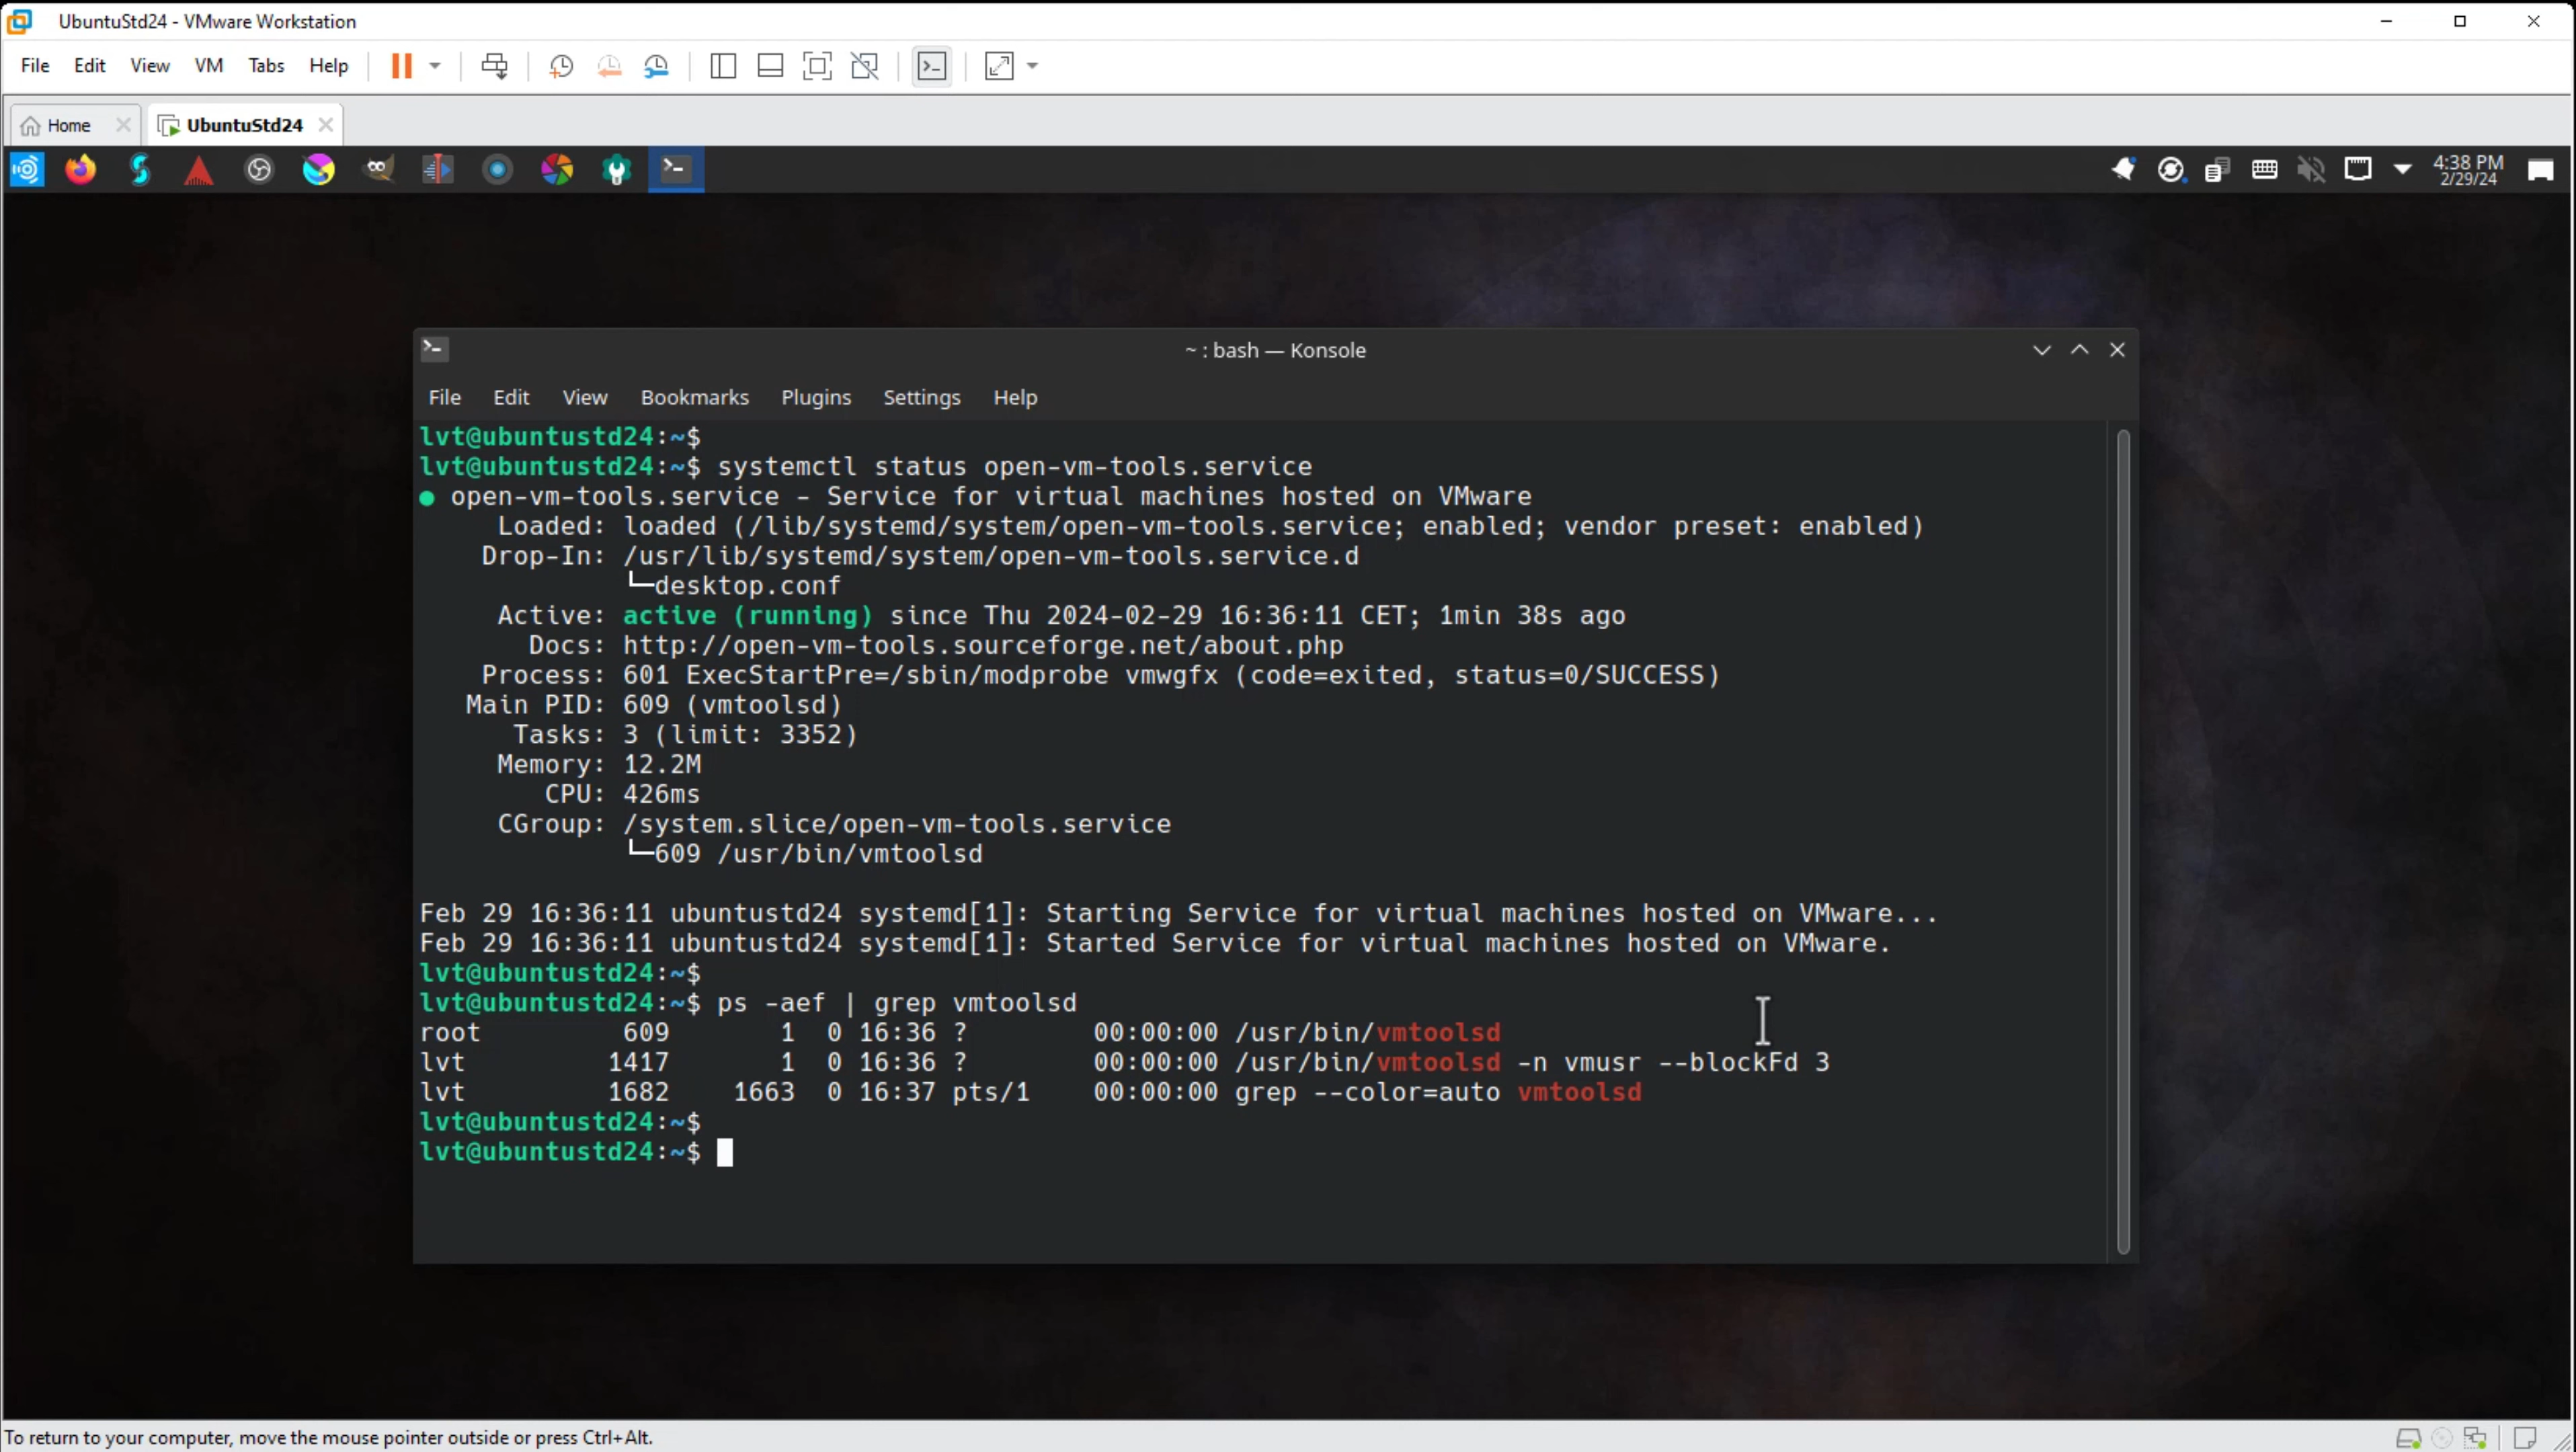 UbuntuStd24 - VMware Workstation
File Edit View VM Tabs Help
Home UbuntuStd24
4:38 PM
2/29/24
~ : bash — Konsole
File Edit View Bookmarks Plugins Settings Help
lvt@ubuntustd24:~$
lvt@ubuntustd24:~$ systemctl status open-vm-tools.service
● open-vm-tools.service - Service for virtual machines hosted on VMware
Loaded: loaded (/lib/systemd/system/open-vm-tools.service; enabled; vendor preset: enabled)
Drop-In: /usr/lib/systemd/system/open-vm-tools.service.d
└─desktop.conf
Active: active (running) since Thu 2024-02-29 16:36:11 CET; 1min 38s ago
Docs: http://open-vm-tools.sourceforge.net/about.php
Process: 601 ExecStartPre=/sbin/modprobe vmwgfx (code=exited, status=0/SUCCESS)
Main PID: 609 (vmtoolsd)
Tasks: 3 (limit: 3352)
Memory: 12.2M
CPU: 426ms
CGroup: /system.slice/open-vm-tools.service
└─609 /usr/bin/vmtoolsd
Feb 29 16:36:11 ubuntustd24 systemd[1]: Starting Service for virtual machines hosted on VMware...
Feb 29 16:36:11 ubuntustd24 systemd[1]: Started Service for virtual machines hosted on VMware.
lvt@ubuntustd24:~$
lvt@ubuntustd24:~$ ps -aef | grep vmtoolsd
root 609 1 0 16:36 ? 00:00:00 /usr/bin/vmtoolsd
lvt 1417 1 0 16:36 ? 00:00:00 /usr/bin/vmtoolsd -n vmusr --blockFd 3
lvt 1682 1663 0 16:37 pts/1 00:00:00 grep --color=auto vmtoolsd
lvt@ubuntustd24:~$
lvt@ubuntustd24:~$
To return to your computer, move the mouse pointer outside or press Ctrl+Alt.